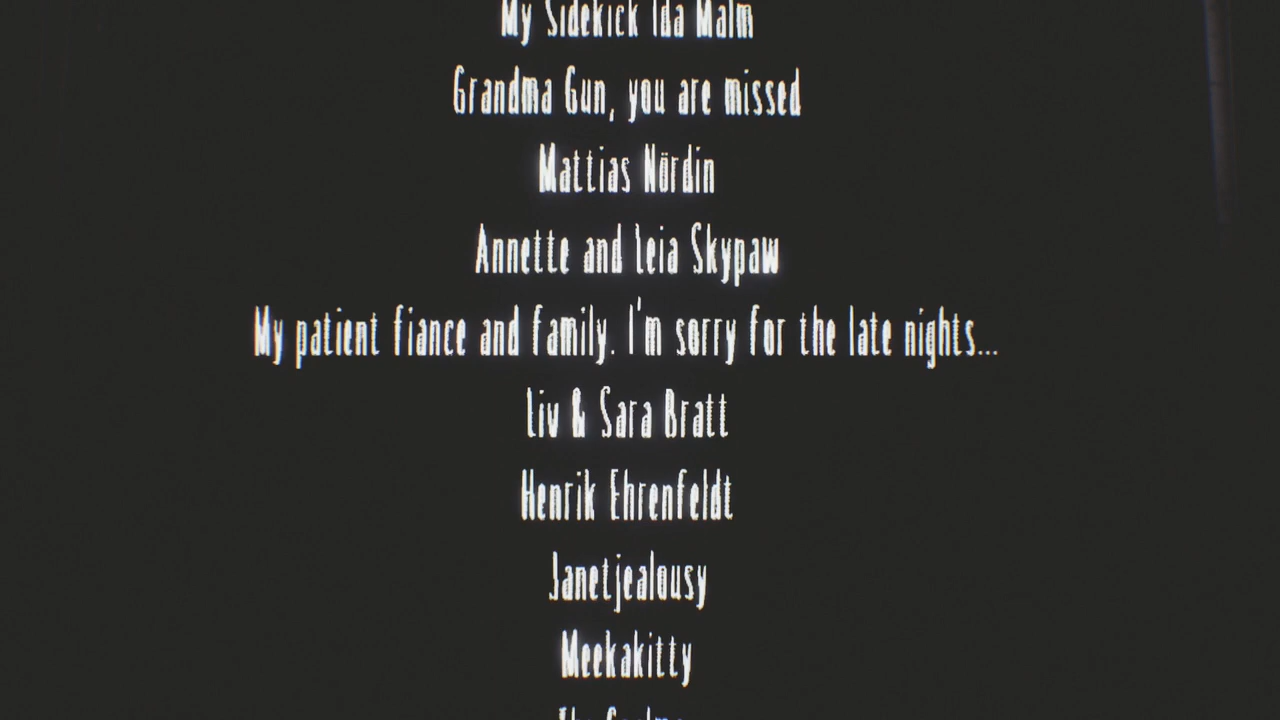 My Sidekick Ida Malm
Grandma Gun, you are missed
Mattias Nördin
Annette and Leia Skypaw
My patient fiance and family. I'm sorry for the late nights...
Liv & Sara Bratt
Henrik Ehrenfeldt
Janetjealousy
Meekakitty
The